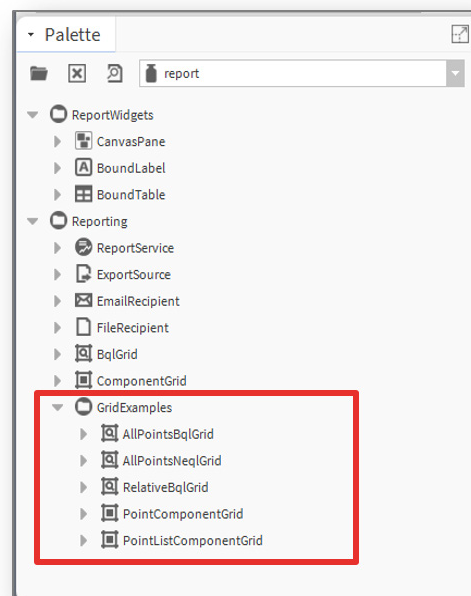 Palette
report
ReportWidgets
CanvasPane
BoundLabel
BoundTable
Reporting
ReportService
ExportSource
EmailRecipient
FileRecipient
BqlGrid
ComponentGrid
GridExamples
AllPointsBqlGrid
AllPointsNeqlGrid
RelativeBqlGrid
PointComponentGrid
PointListComponentGrid